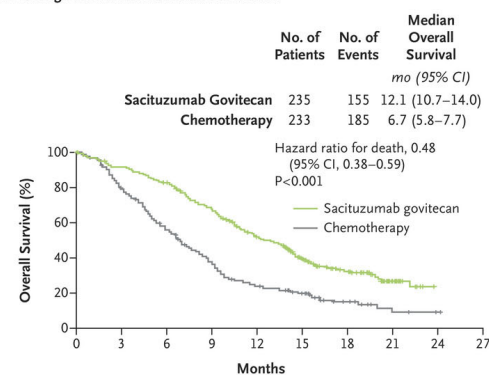 No. of Patients No. of Events Median Overall Survival
mo (95% CI)
Sacituzumab Govitecan 235 155 12.1 (10.7–14.0)
Chemotherapy 233 185 6.7 (5.8–7.7)
Hazard ratio for death, 0.48
(95% CI, 0.38–0.59)
P<0.001
Sacituzumab govitecan
Chemotherapy
Overall Survival (%)
100
80
60
40
20
0
0 3 6 9 12 15 18 21 24 27
Months